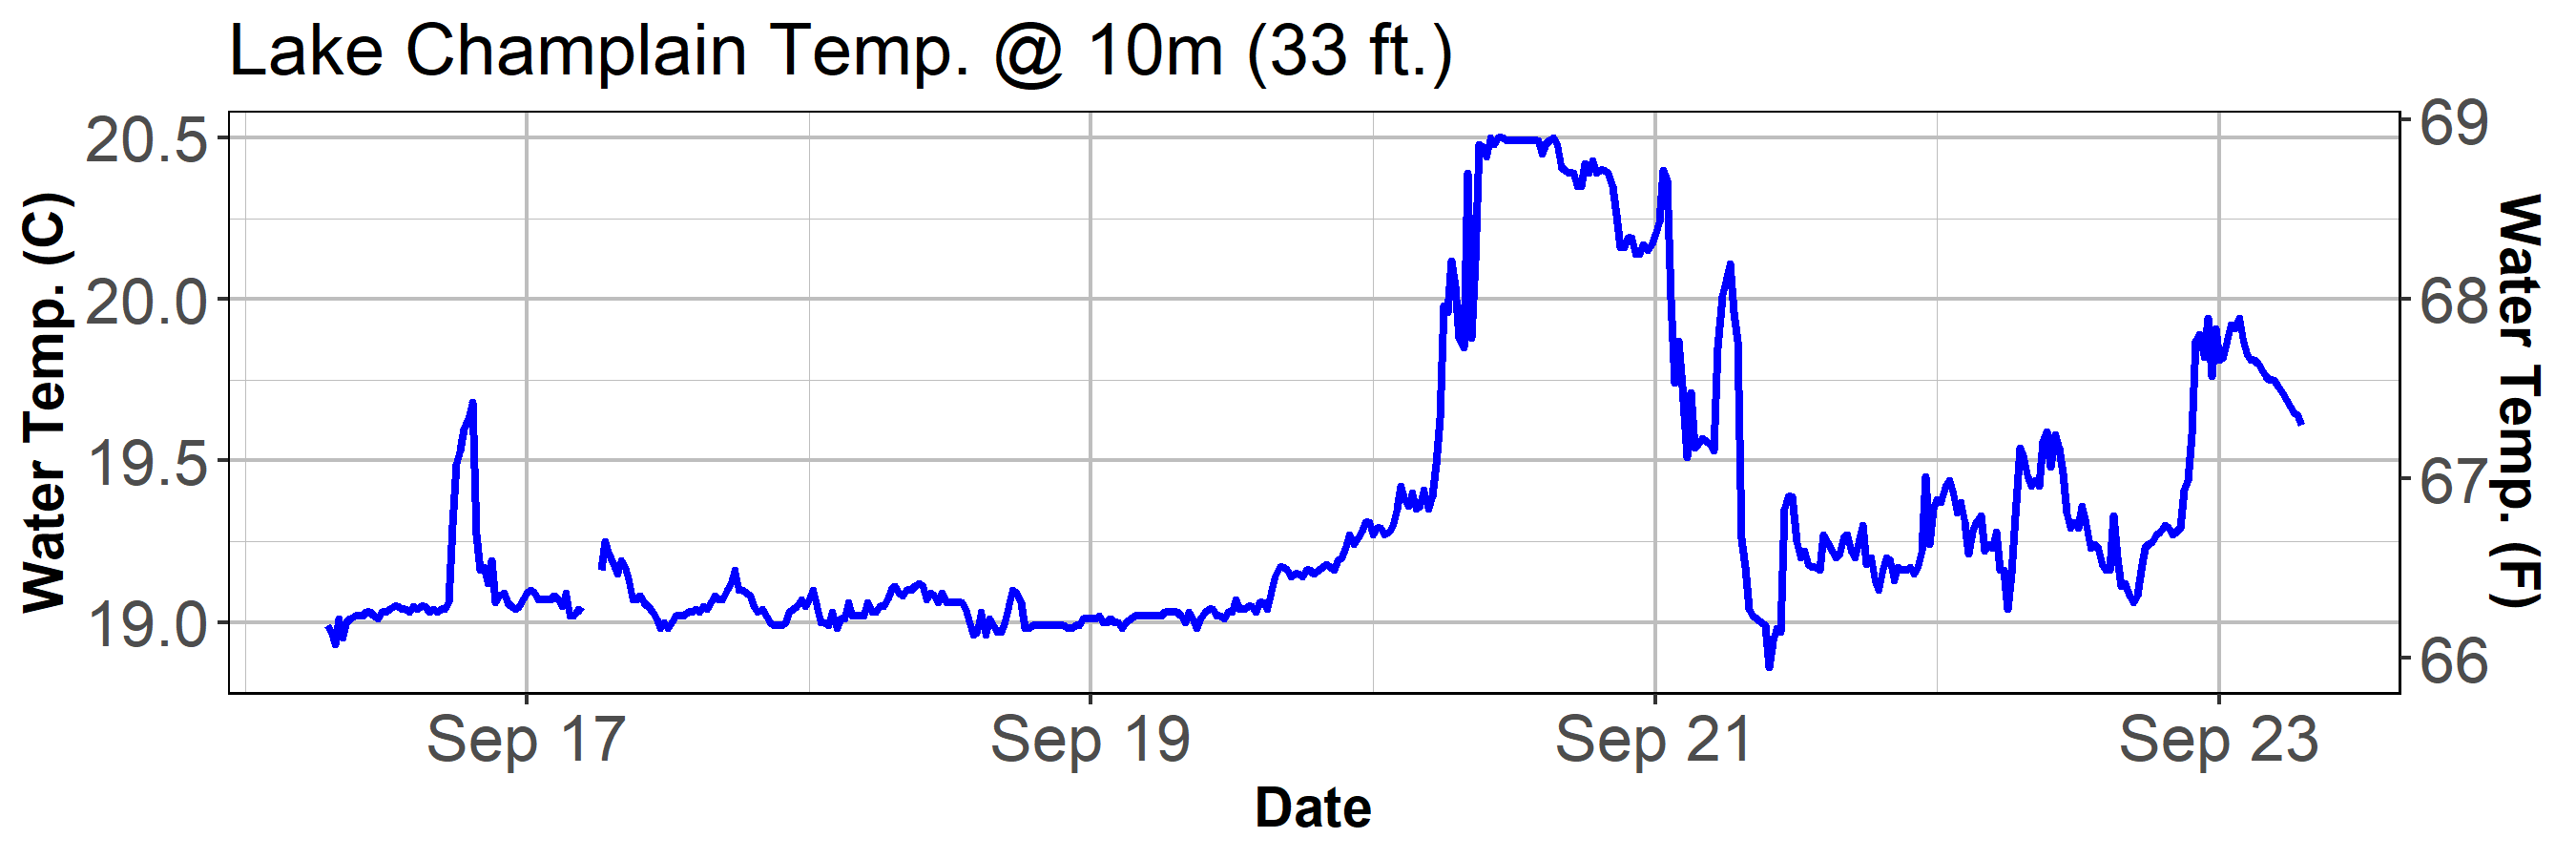 Lake Champlain Temp. @ 10m (33 ft.)
Water Temp. (C)
20.5
20.0
19.5
19.0
69
68
67
66
Water Temp. (F)
Sep 17
Sep 19
Sep 21
Sep 23
Date